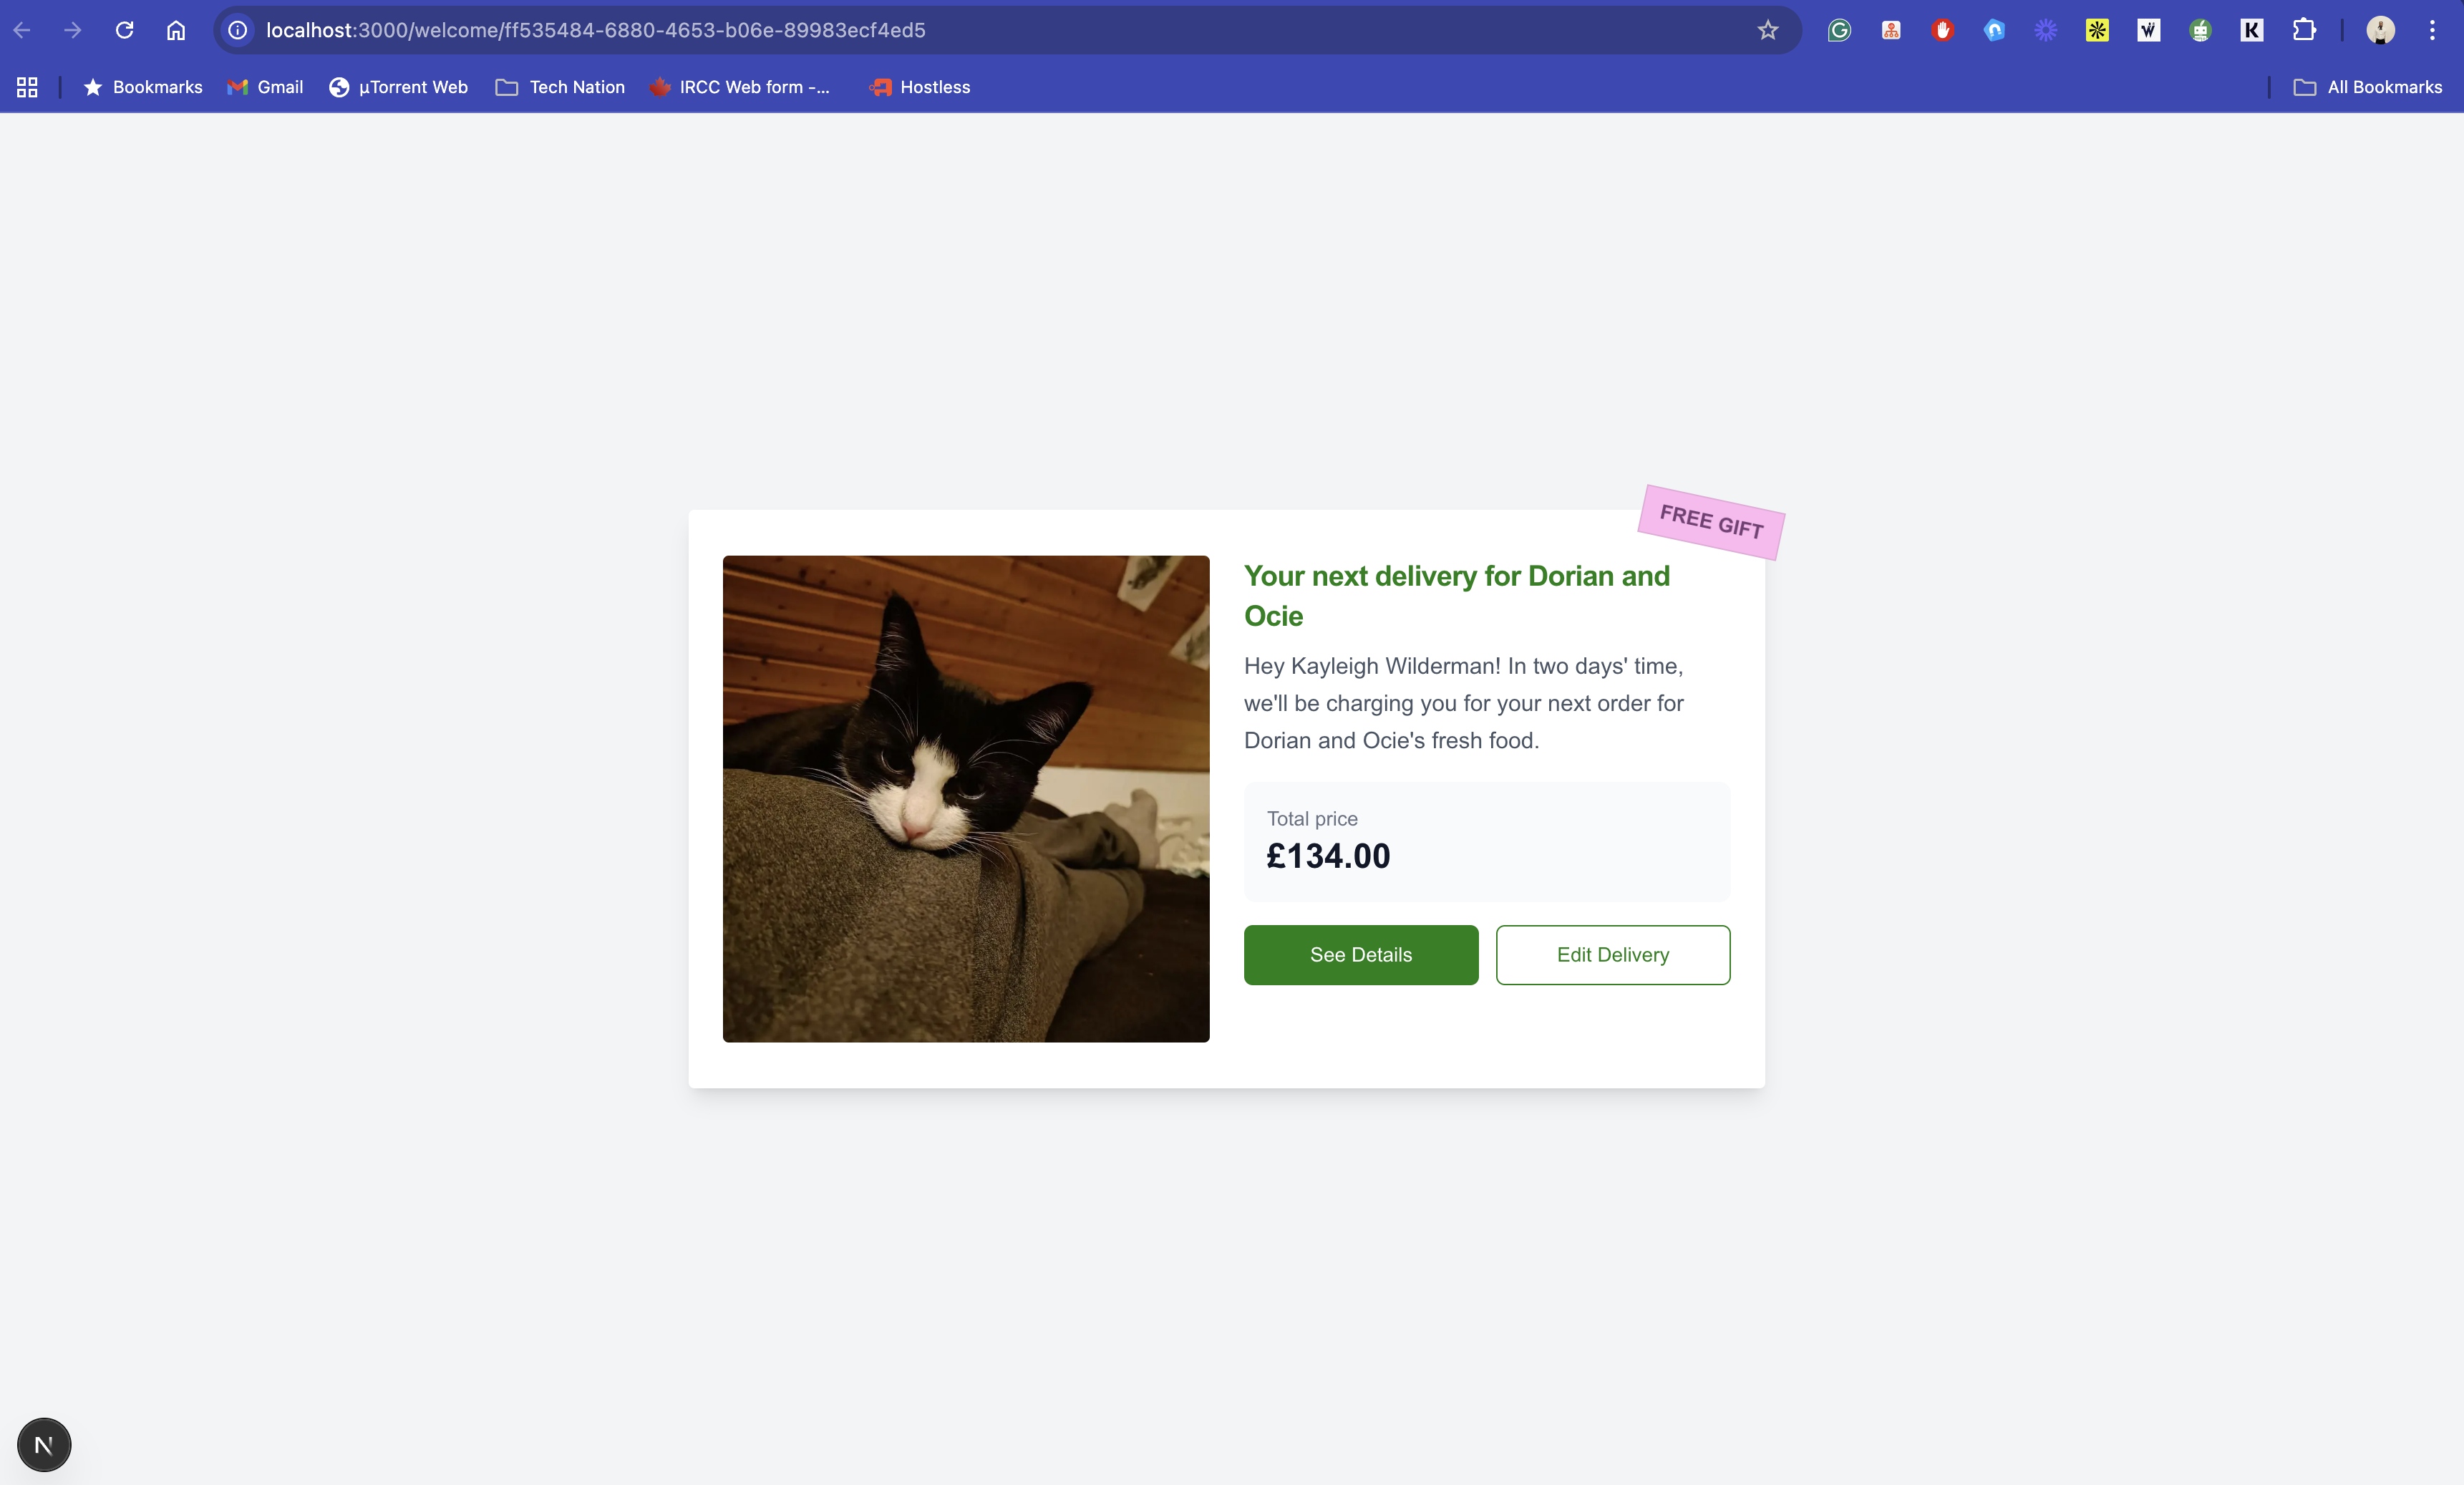 localhost:3000/welcome/ff535484-6880-4653-b06e-89983ecf4ed5
Bookmarks
Gmail
µTorrent Web
Tech Nation
IRCC Web form -...
Hostless
All Bookmarks
FREE GIFT
Your next delivery for Dorian and
Ocie
Hey Kayleigh Wilderman! In two days' time,
we'll be charging you for your next order for
Dorian and Ocie's fresh food.
Total price
£134.00
See Details
Edit Delivery
N